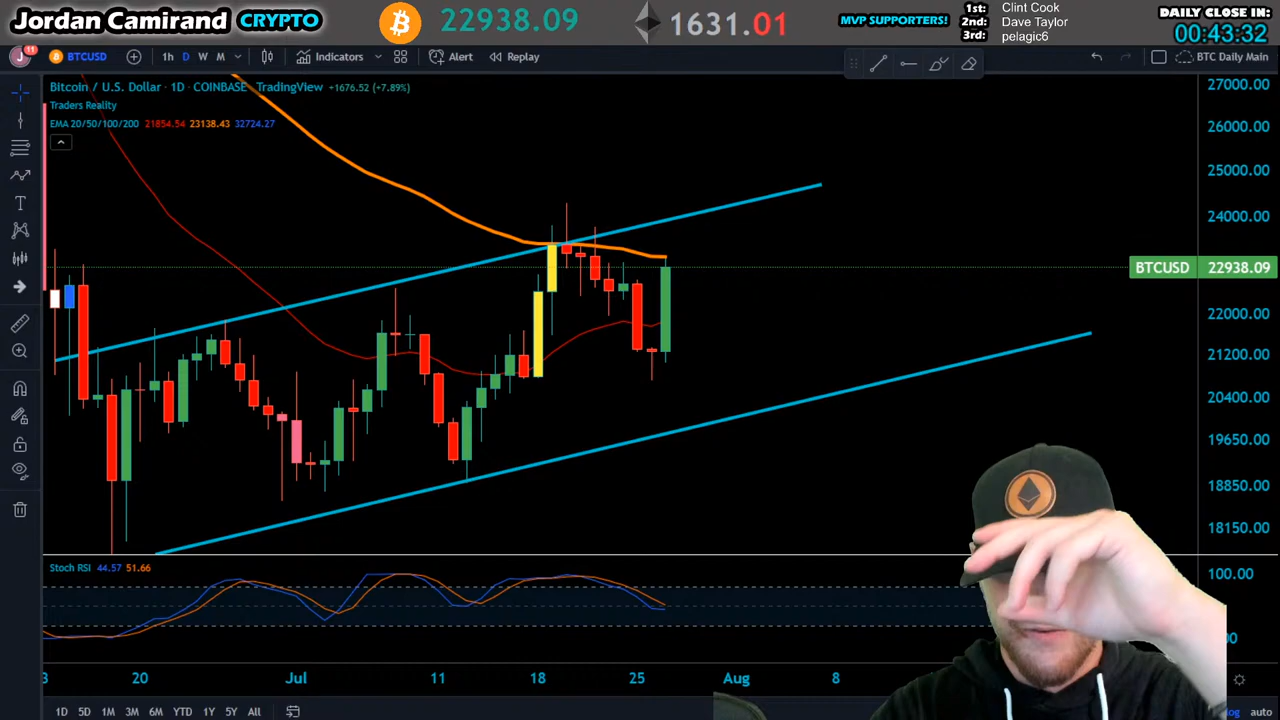 Jordan Camirand CRYPTO
22938.09
1631.01
MVP SUPPORTERS!
1st: Clint Cook
2nd: Dave Taylor
3rd: pelagic6
DAILY CLOSE IN:
00:43:32
J 11 BTCUSD 1h D W M Indicators Alert Replay BTC Daily Main
Bitcoin / U.S. Dollar · 1D · COINBASE TradingView +1676.52 (+7.89%)
Traders Reality
EMA 20/50/100/200 21854.54 23138.43 32724.27
27000.00
26000.00
25000.00
24000.00
BTCUSD 22938.09
22000.00
21200.00
20400.00
19650.00
18850.00
18150.00
Stoch RSI 44.57 51.66
100.00
20 Jul 11 18 25 Aug 8
1D 5D 1M 3M 6M YTD 1Y 5Y All
log auto